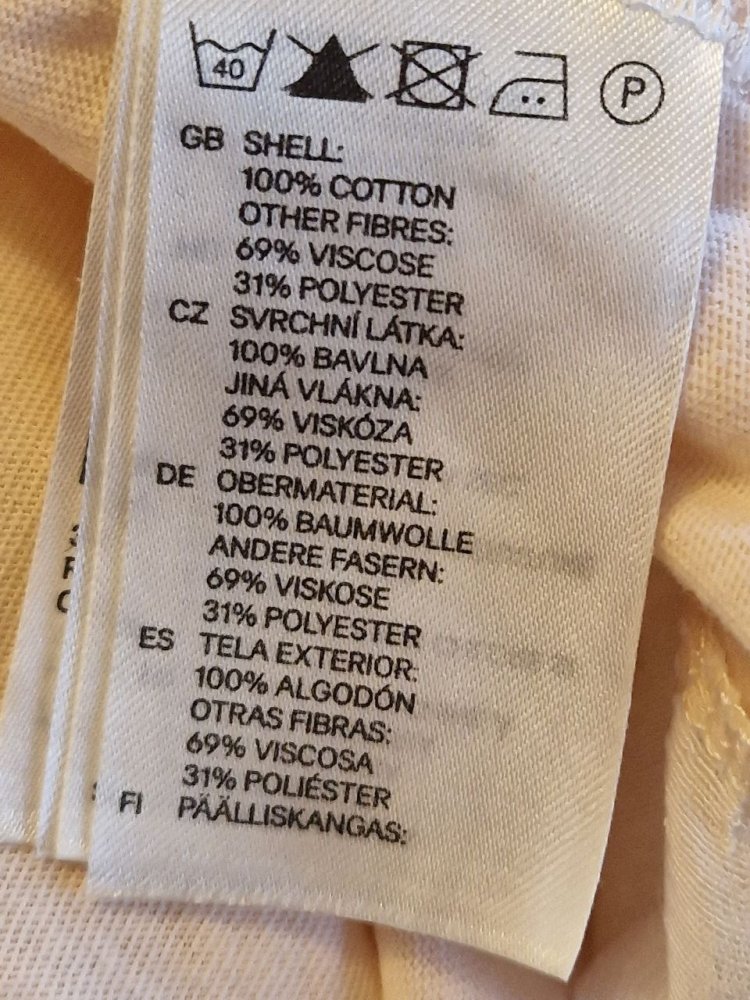 40
P
GB SHELL:
100% COTTON
OTHER FIBRES:
69% VISCOSE
31% POLYESTER
CZ SVRCHNÍ LÁTKA:
100% BAVLNA
JINÁ VLÁKNA:
69% VISKÓZA
31% POLYESTER
DE OBERMATERIAL:
100% BAUMWOLLE
ANDERE FASERN:
69% VISKOSE
31% POLYESTER
ES TELA EXTERIOR:
100% ALGODÓN
OTRAS FIBRAS:
69% VISCOSA
31% POLIÉSTER
FI PÄÄLLISKANGAS: